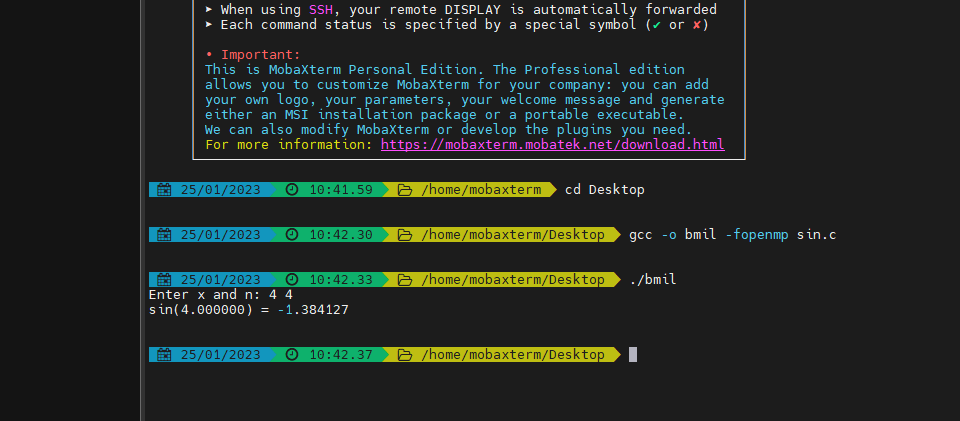 ➤ When using SSH, your remote DISPLAY is automatically forwarded
➤ Each command status is specified by a special symbol (✔ or ✘)
• Important:
This is MobaXterm Personal Edition. The Professional edition
allows you to customize MobaXterm for your company: you can add
your own logo, your parameters, your welcome message and generate
either an MSI installation package or a portable executable.
We can also modify MobaXterm or develop the plugins you need.
For more information: https://mobaxterm.mobatek.net/download.html
25/01/2023 10:41.59 /home/mobaxterm cd Desktop
25/01/2023 10:42.30 /home/mobaxterm/Desktop gcc -o bmil -fopenmp sin.c
25/01/2023 10:42.33 /home/mobaxterm/Desktop ./bmil
Enter x and n: 4 4
sin(4.000000) = -1.384127
25/01/2023 10:42.37 /home/mobaxterm/Desktop